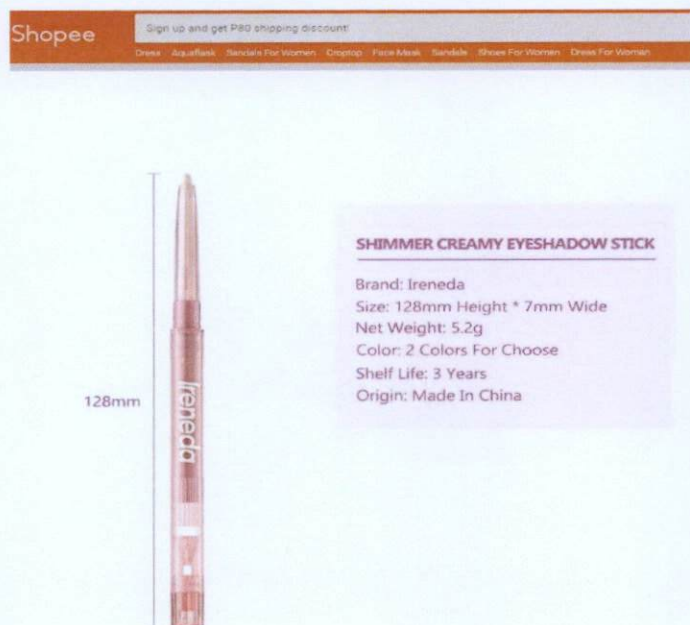 Shopee
Sign up and get P80 shipping discount!
Dress Aquaflask Sandals For Women Croptop Face Mask Sandals Shoes For Women Dress For Woman
SHIMMER CREAMY EYESHADOW STICK
Brand: Ireneda
Size: 128mm Height * 7mm Wide
Net Weight: 5.2g
Color: 2 Colors For Choose
Shelf Life: 3 Years
Origin: Made In China
128mm
Ireneda